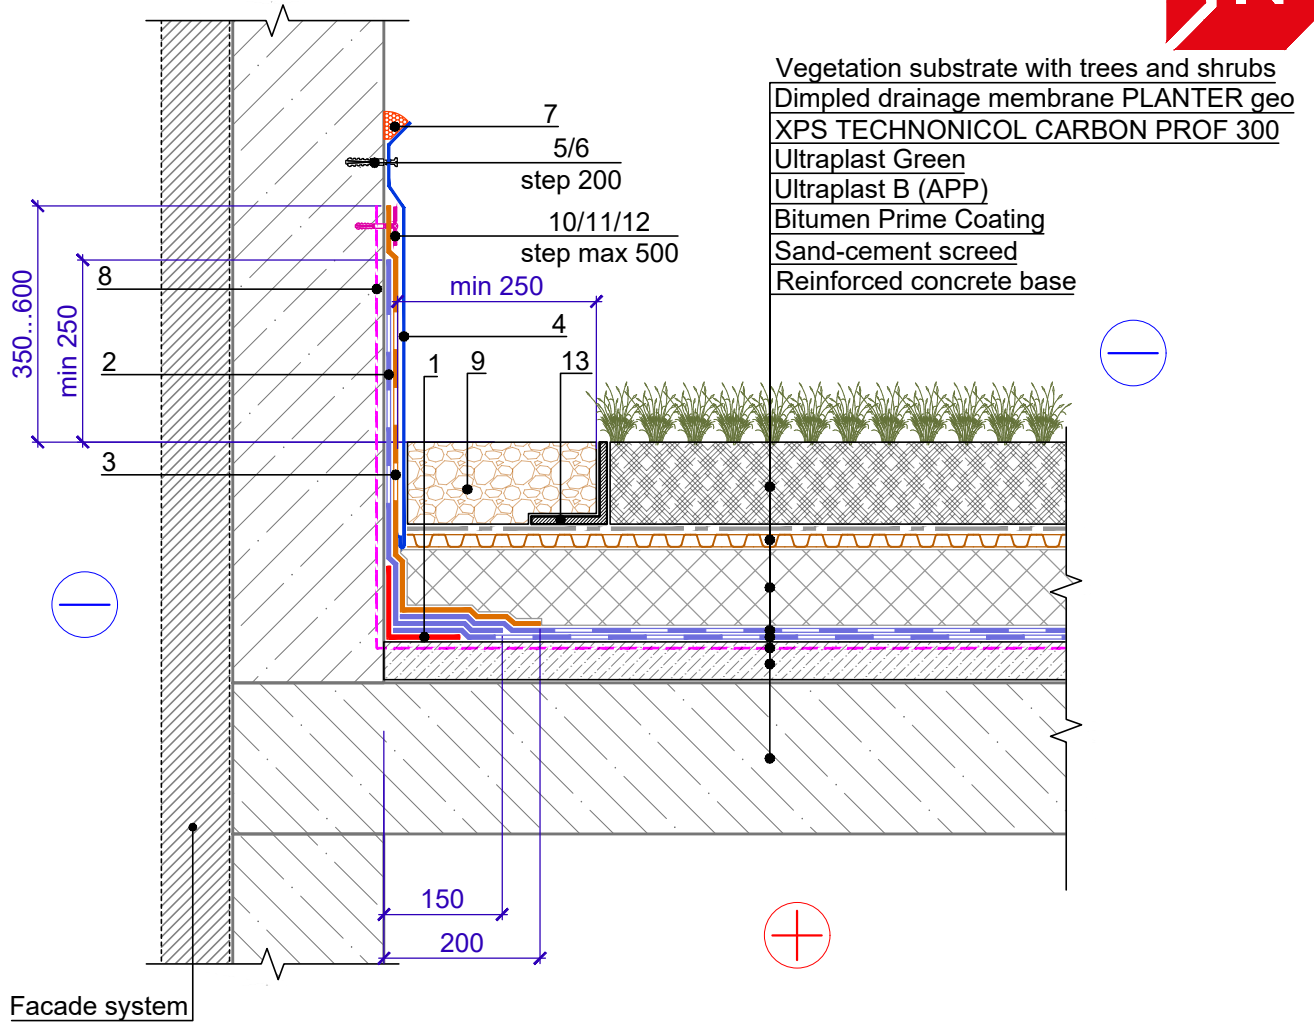 Vegetation substrate with trees and shrubs
Dimpled drainage membrane PLANTER geo
XPS TECHNONICOL CARBON PROF 300
Ultraplast Green
Ultraplast B (APP)
Bitumen Prime Coating
Sand-cement screed
Reinforced concrete base
7
5/6
step 200
10/11/12
step max 500
min 250
8
350...600
min 250
4
2
1
9
13
3
150
200
Facade system